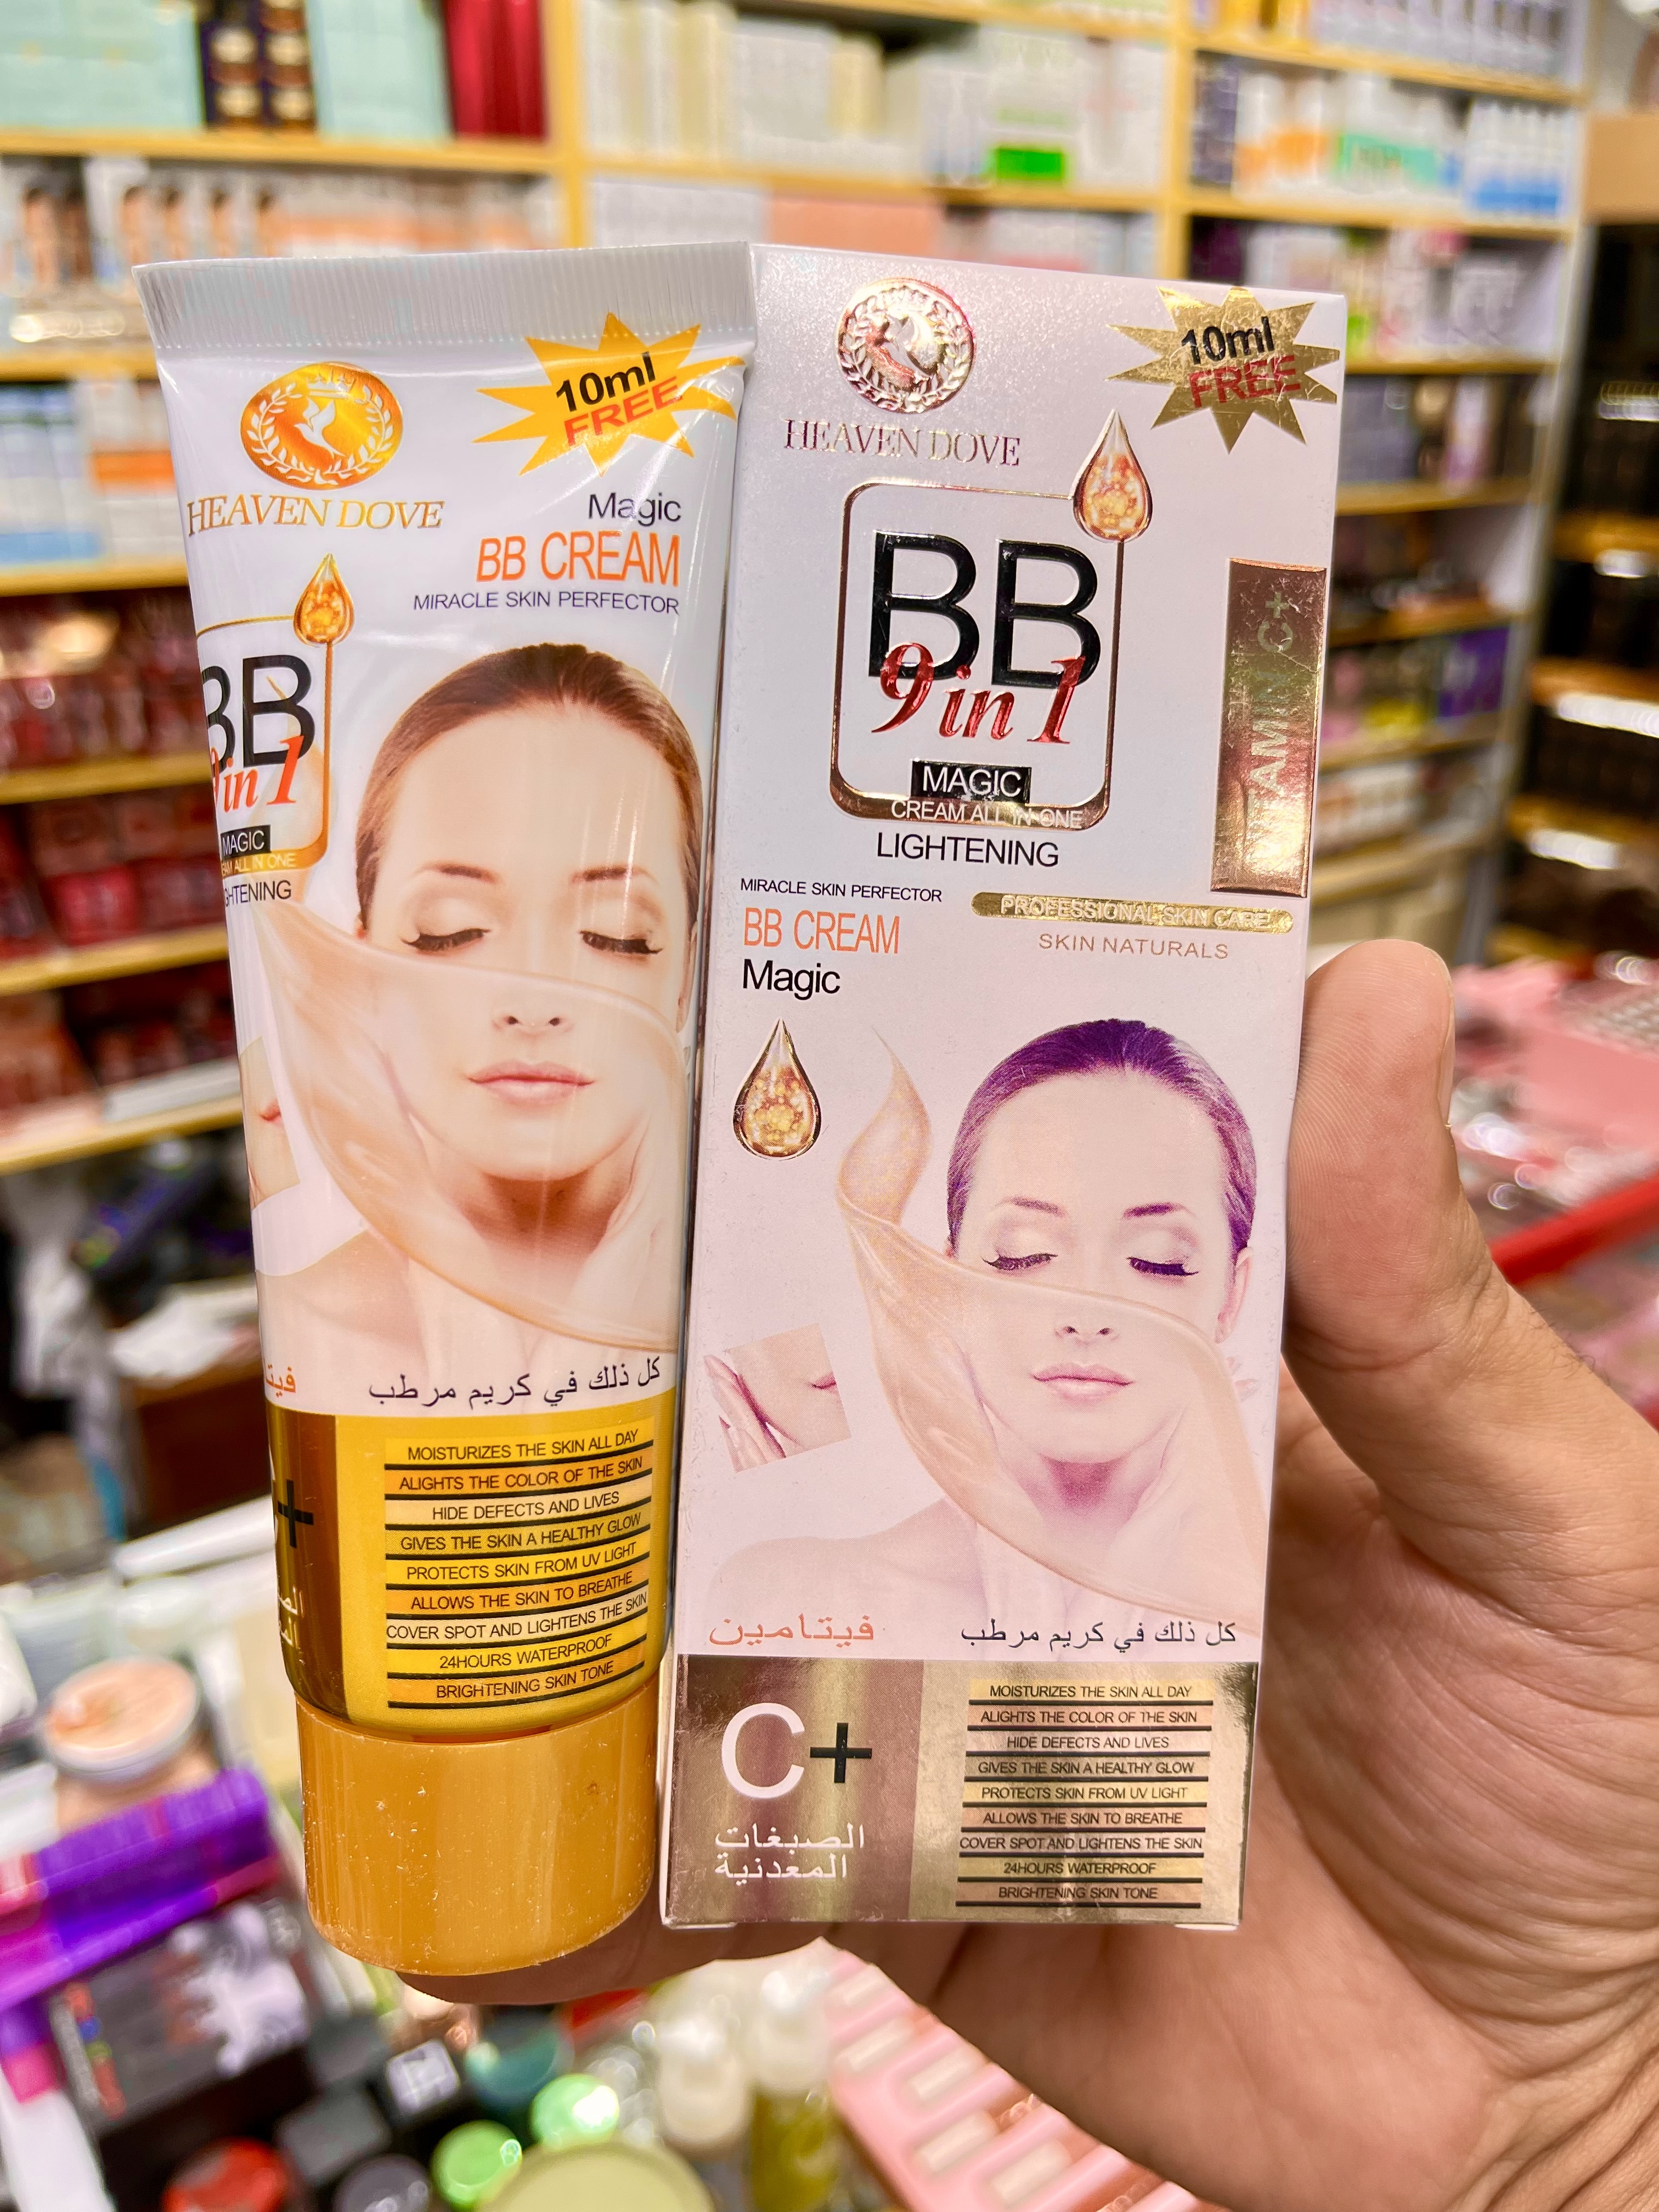 10ml
FREE
HEAVEN DOVE
Magic
BB CREAM
MIRACLE SKIN PERFECTOR
BB
in 1
MAGIC
ALL IN ONE
كل ذلك في كريم مرطب
+
MOISTURIZES THE SKIN ALL DAY
ALIGHTS THE COLOR OF THE SKIN
HIDE DEFECTS AND LIVES
GIVES THE SKIN A HEALTHY GLOW
PROTECTS SKIN FROM UV LIGHT
ALLOWS THE SKIN TO BREATHE
COVER SPOT AND LIGHTENS THE SKIN
24HOURS WATERPROOF
BRIGHTENING SKIN TONE
10ml
FREE
HEAVEN DOVE
BB
9 in 1
MAGIC
CREAM ALL IN ONE
LIGHTENING
C+
MIRACLE SKIN PERFECTOR
BB CREAM
Magic
PROFESSIONAL SKIN CARE
SKIN NATURALS
فيتامين
كل ذلك في كريم مرطب
C+
الصبغات
المعدنية
MOISTURIZES THE SKIN ALL DAY
ALIGHTS THE COLOR OF THE SKIN
HIDE DEFECTS AND LIVES
GIVES THE SKIN A HEALTHY GLOW
PROTECTS SKIN FROM UV LIGHT
ALLOWS THE SKIN TO BREATHE
COVER SPOT AND LIGHTENS THE SKIN
24HOURS WATERPROOF
BRIGHTENING SKIN TONE